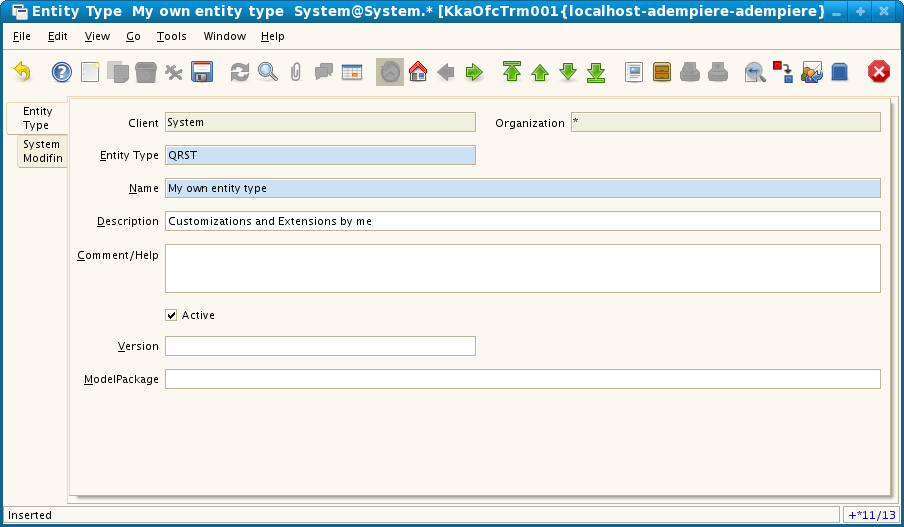 Entity Type  My own entity type  System@System.* [KkaOfcTrm001{localhost-adempiere-adempiere}
File Edit View Go Tools Window Help
Entity Type
System Modifin
Client System Organization *
Entity Type QRST
Name My own entity type
Description Customizations and Extensions by me
Comment/Help
Active
Version
ModelPackage
Inserted +*11/13